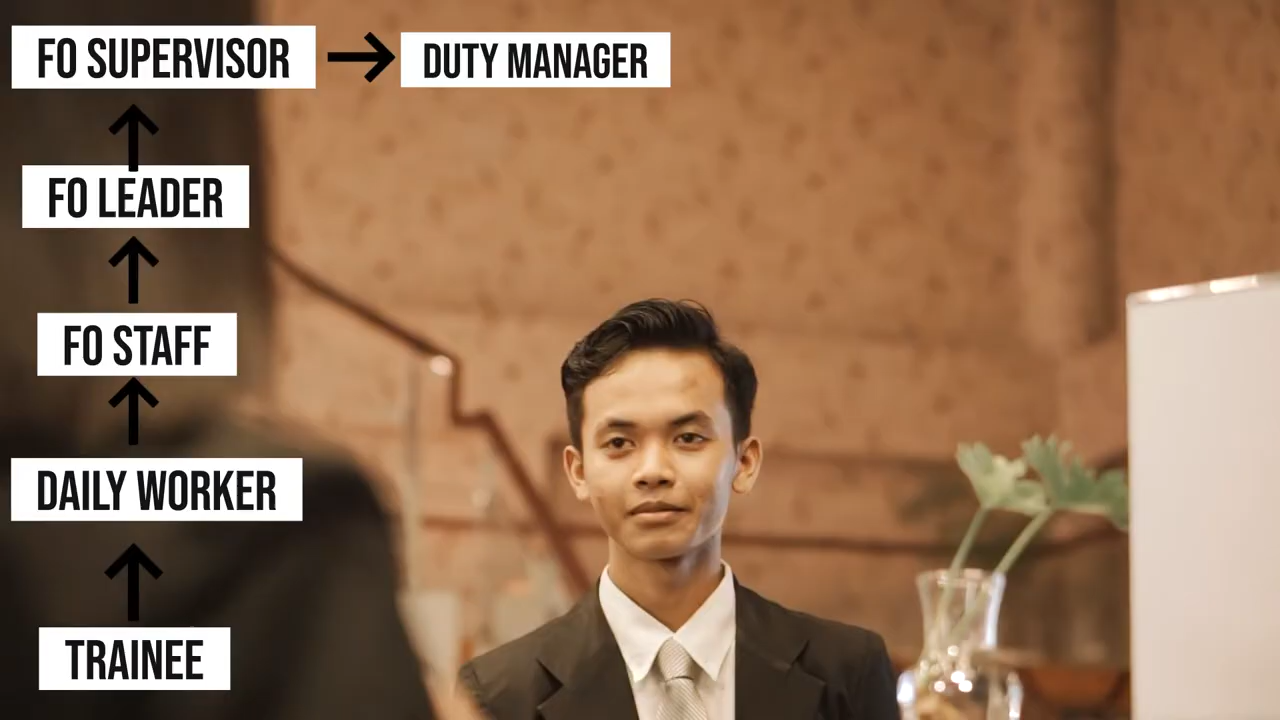 FO SUPERVISOR
DUTY MANAGER
FO LEADER
FO STAFF
DAILY WORKER
TRAINEE